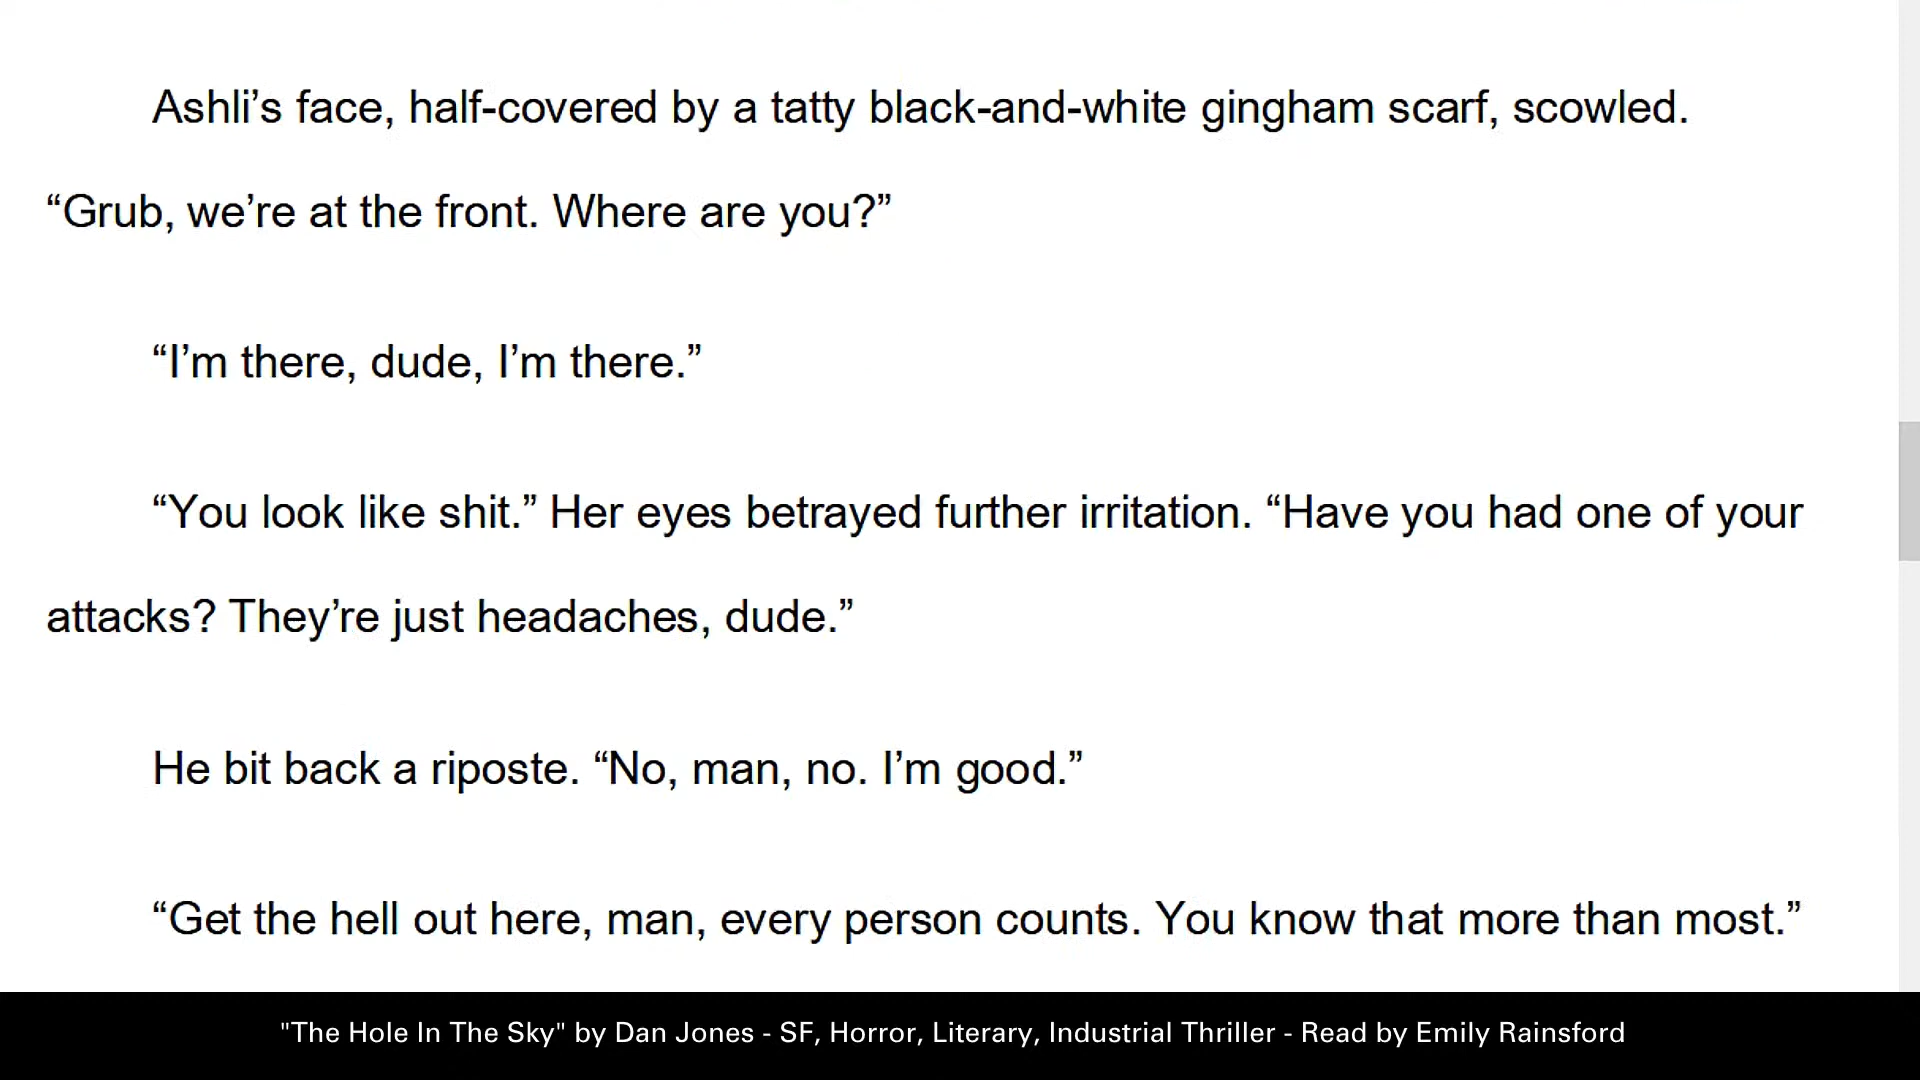 Ashli’s face, half-covered by a tatty black-and-white gingham scarf, scowled.
“Grub, we’re at the front. Where are you?”
“I’m there, dude, I’m there.”
“You look like shit.” Her eyes betrayed further irritation. “Have you had one of your
attacks? They’re just headaches, dude.”
He bit back a riposte. “No, man, no. I’m good.”
“Get the hell out here, man, every person counts. You know that more than most.”
"The Hole In The Sky" by Dan Jones - SF, Horror, Literary, Industrial Thriller - Read by Emily Rainsford